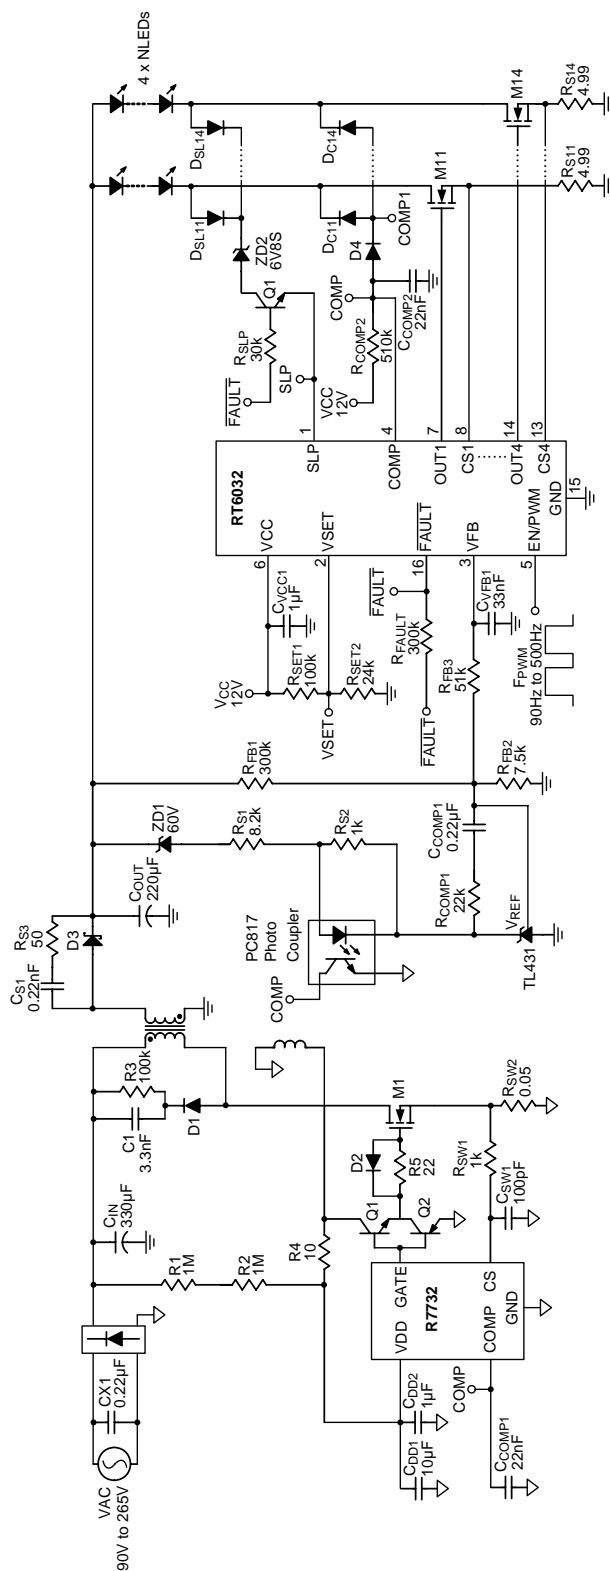 VAC
90V to 265V
CX1
0.22µF
CIN
330µF
R1
1M
R2
1M
C1
3.3nF
R3
100k
D1
R4
10
CDD1
10µF
CDD2
1µF
VDD
GATE
R7732
COMP
CS
GND
COMP
CCOMP1
22nF
Q1
Q2
D2
R5
22
M1
RSW1
1k
CSW1
100pF
RSW2
0.05
CS1
0.22nF
RS3
50
D3
COUT
220µF
ZD1
60V
RS1
8.2k
RS2
1k
PC817
Photo
Coupler
COMP
RCOMP1
22k
CCOMP1
0.22µF
VREF
TL431
RFB1
300k
RFB2
7.5k
RFB3
51k
CVFB1
33nF
VCC
12V
CVCC1
1µF
RSET1
100k
RSET2
24k
VSET
FAULT
RFAULT
300k
FAULT
FPWM
90Hz to 500Hz
RT6032
6
VCC
2
VSET
16
FAULT
3
VFB
5
EN/PWM
GND
15
1
SLP
4
COMP
7
OUT1
8
CS1
14
OUT4
13
CS4
FAULT
RSLP
30k
SLP
Q1
ZD2
6V8S
VCC
12V
RCOMP2
510k
COMP
CCOMP2
22nF
D4
COMP1
DSL11
DSL14
DC11
DC14
4 x NLEDs
M11
M14
RS11
4.99
RS14
4.99